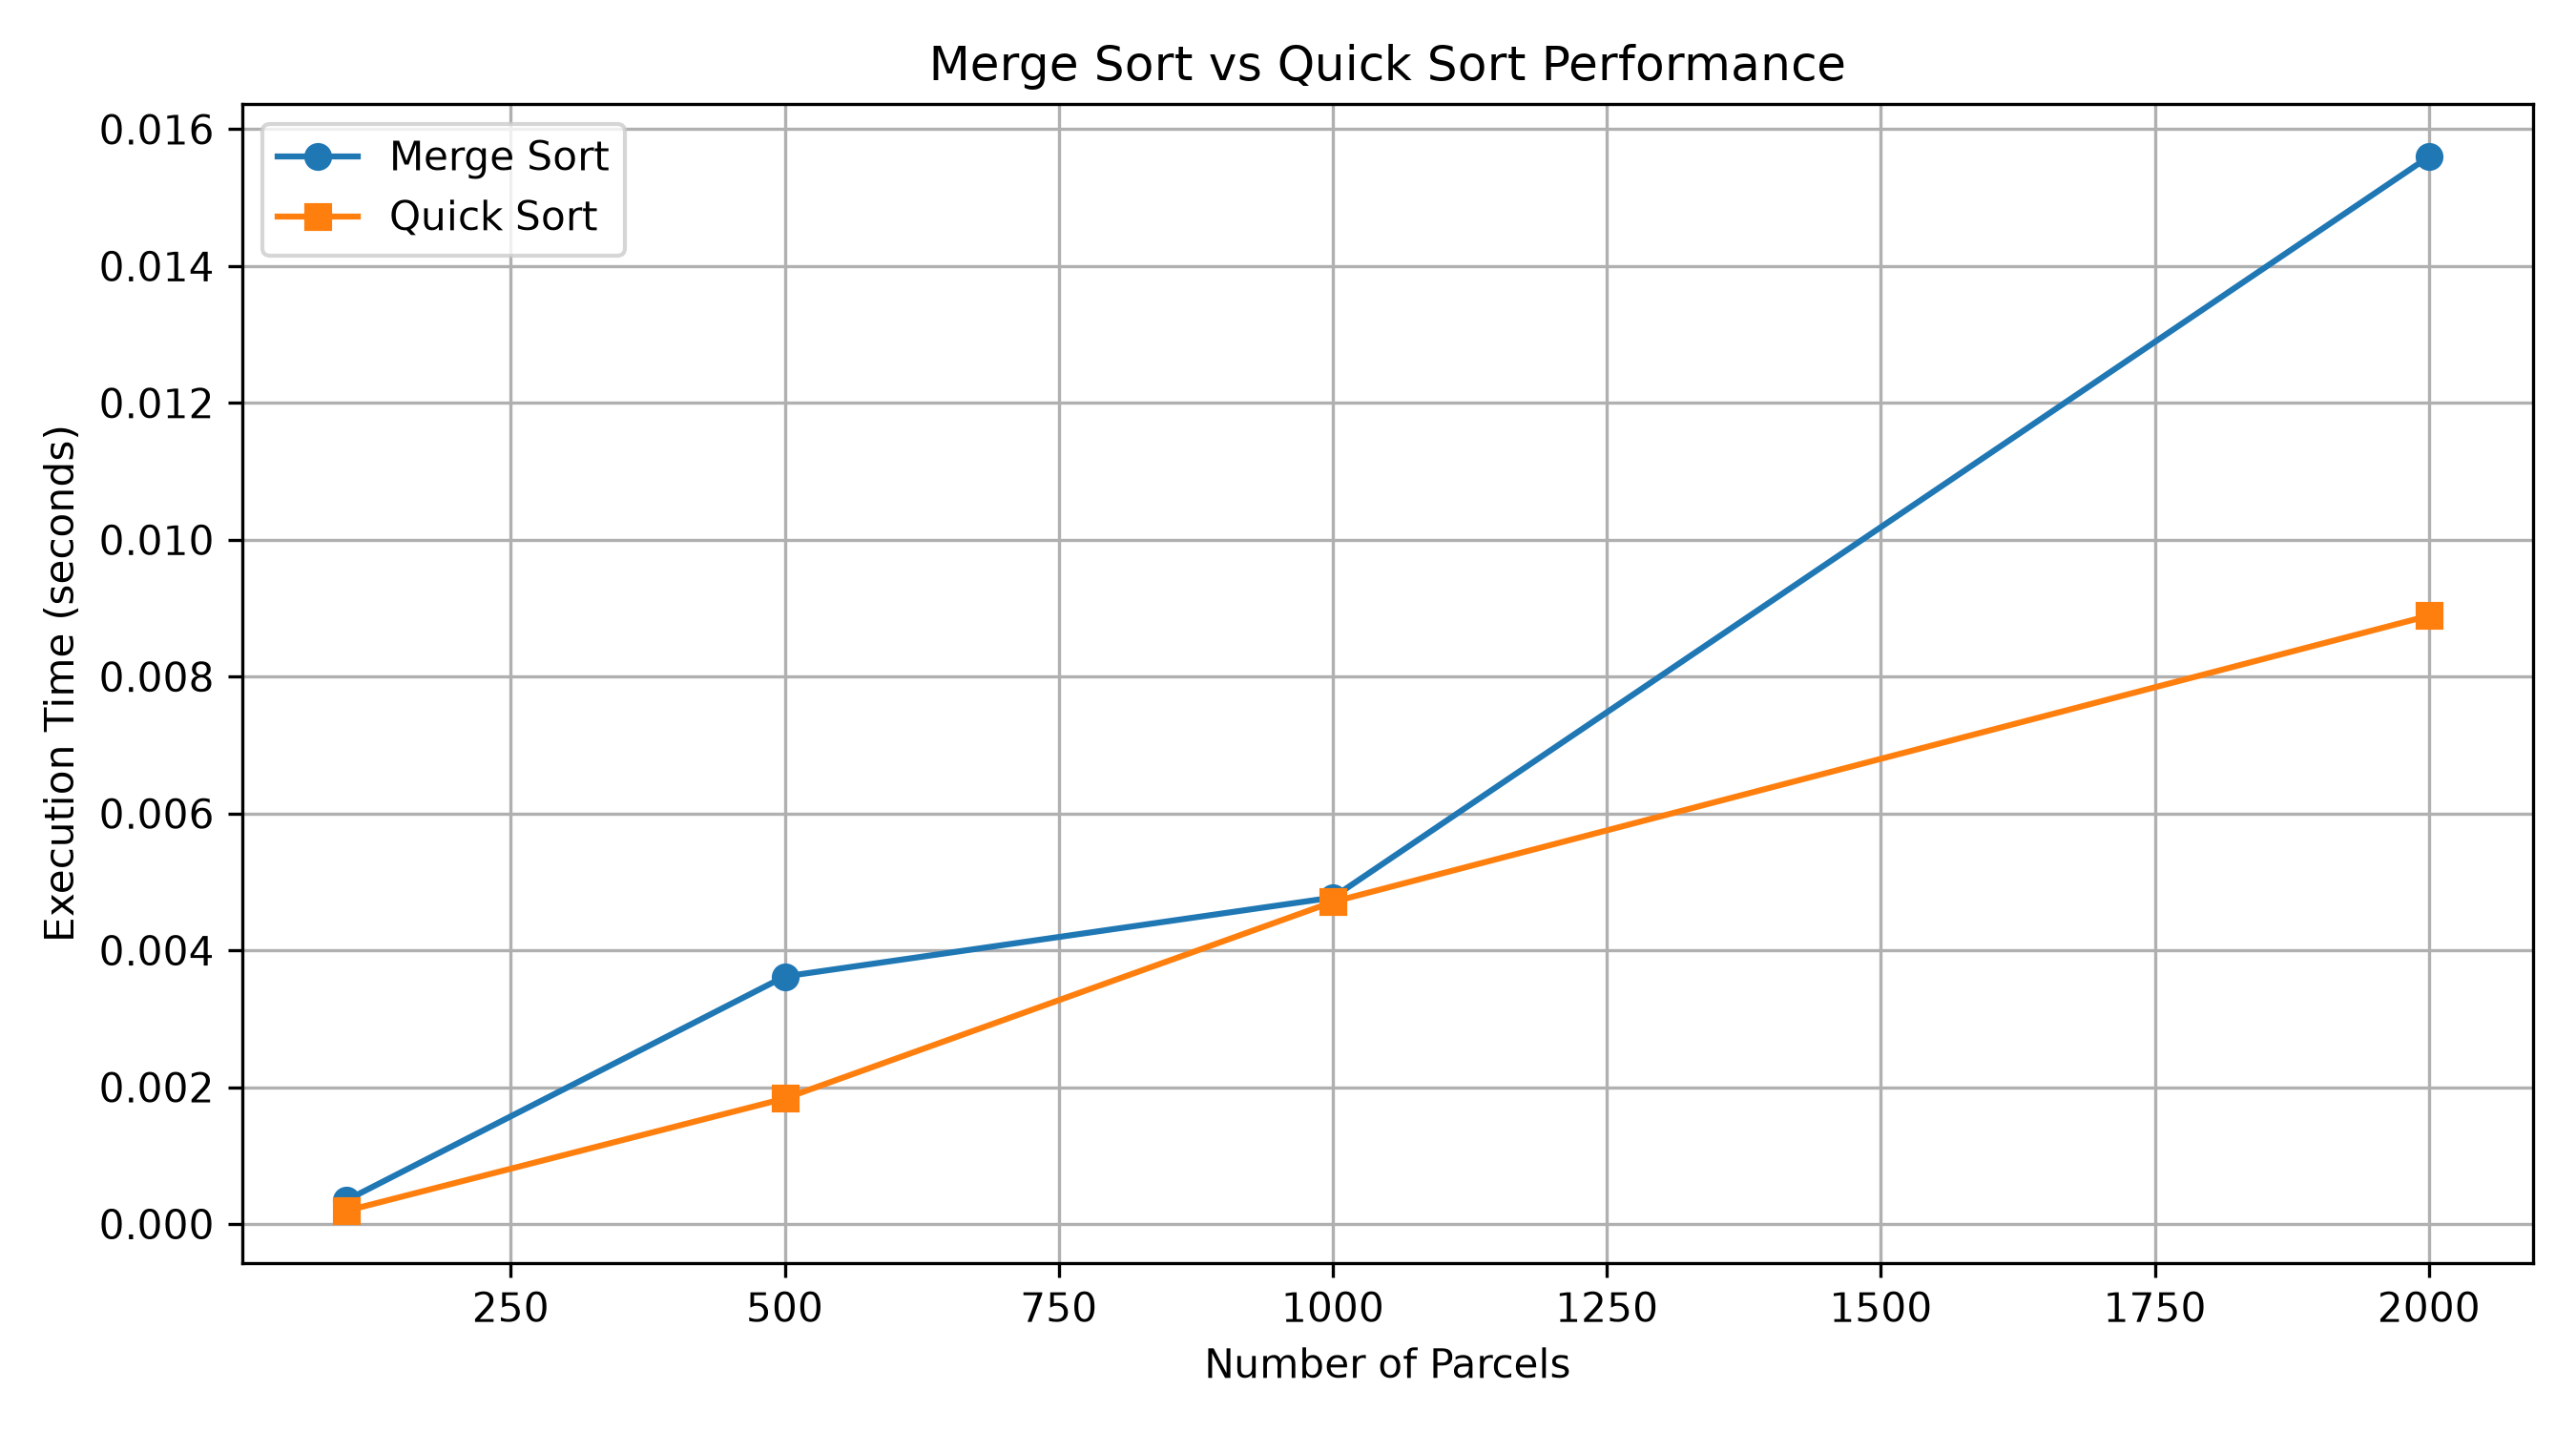 Merge Sort vs Quick Sort Performance
Merge Sort
Quick Sort
Execution Time (seconds)
0.016
0.014
0.012
0.010
0.008
0.006
0.004
0.002
0.000
250 500 750 1000 1250 1500 1750 2000
Number of Parcels